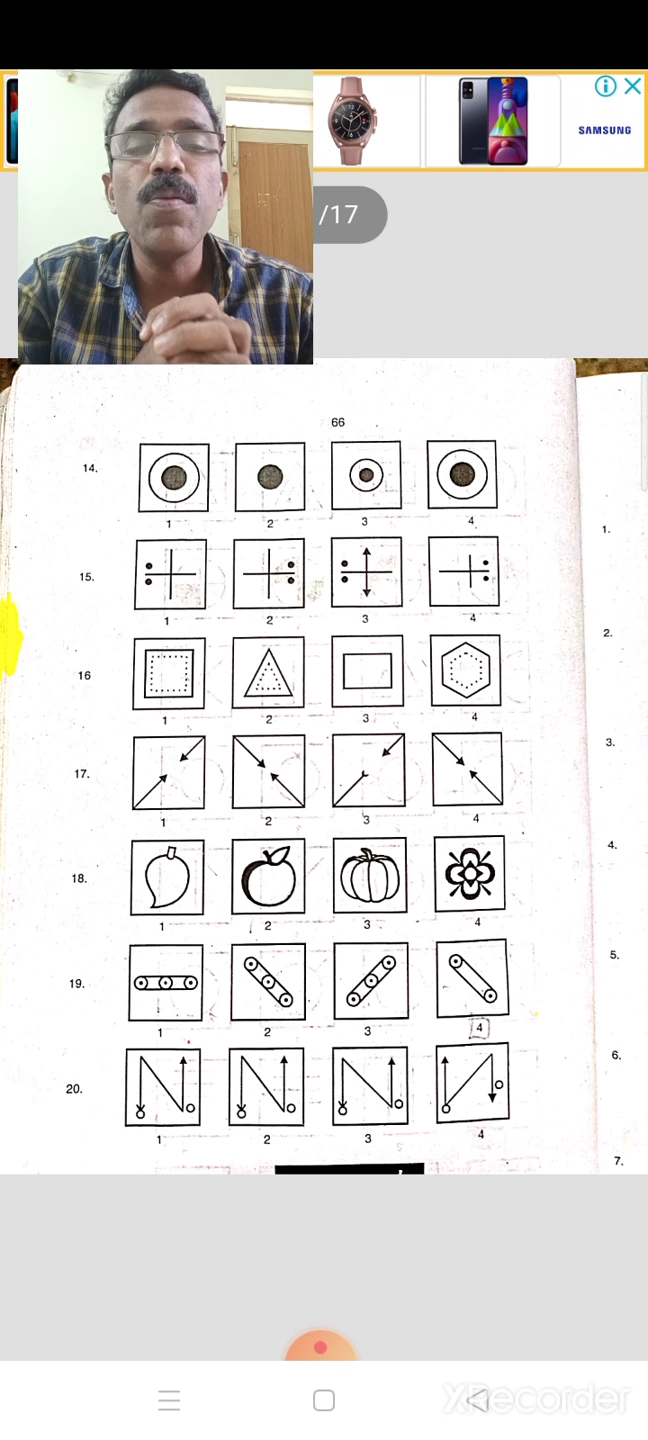 SAMSUNG
/17
66
14.
1 2 3 4
1.
15.
1 2 3 4
2.
16
1 2 3 4
3.
17.
1 2 3 4
4.
18.
1 2 3 4
5.
19.
1 2 3 4
6.
20.
1 2 3 4
7.
XRecorder